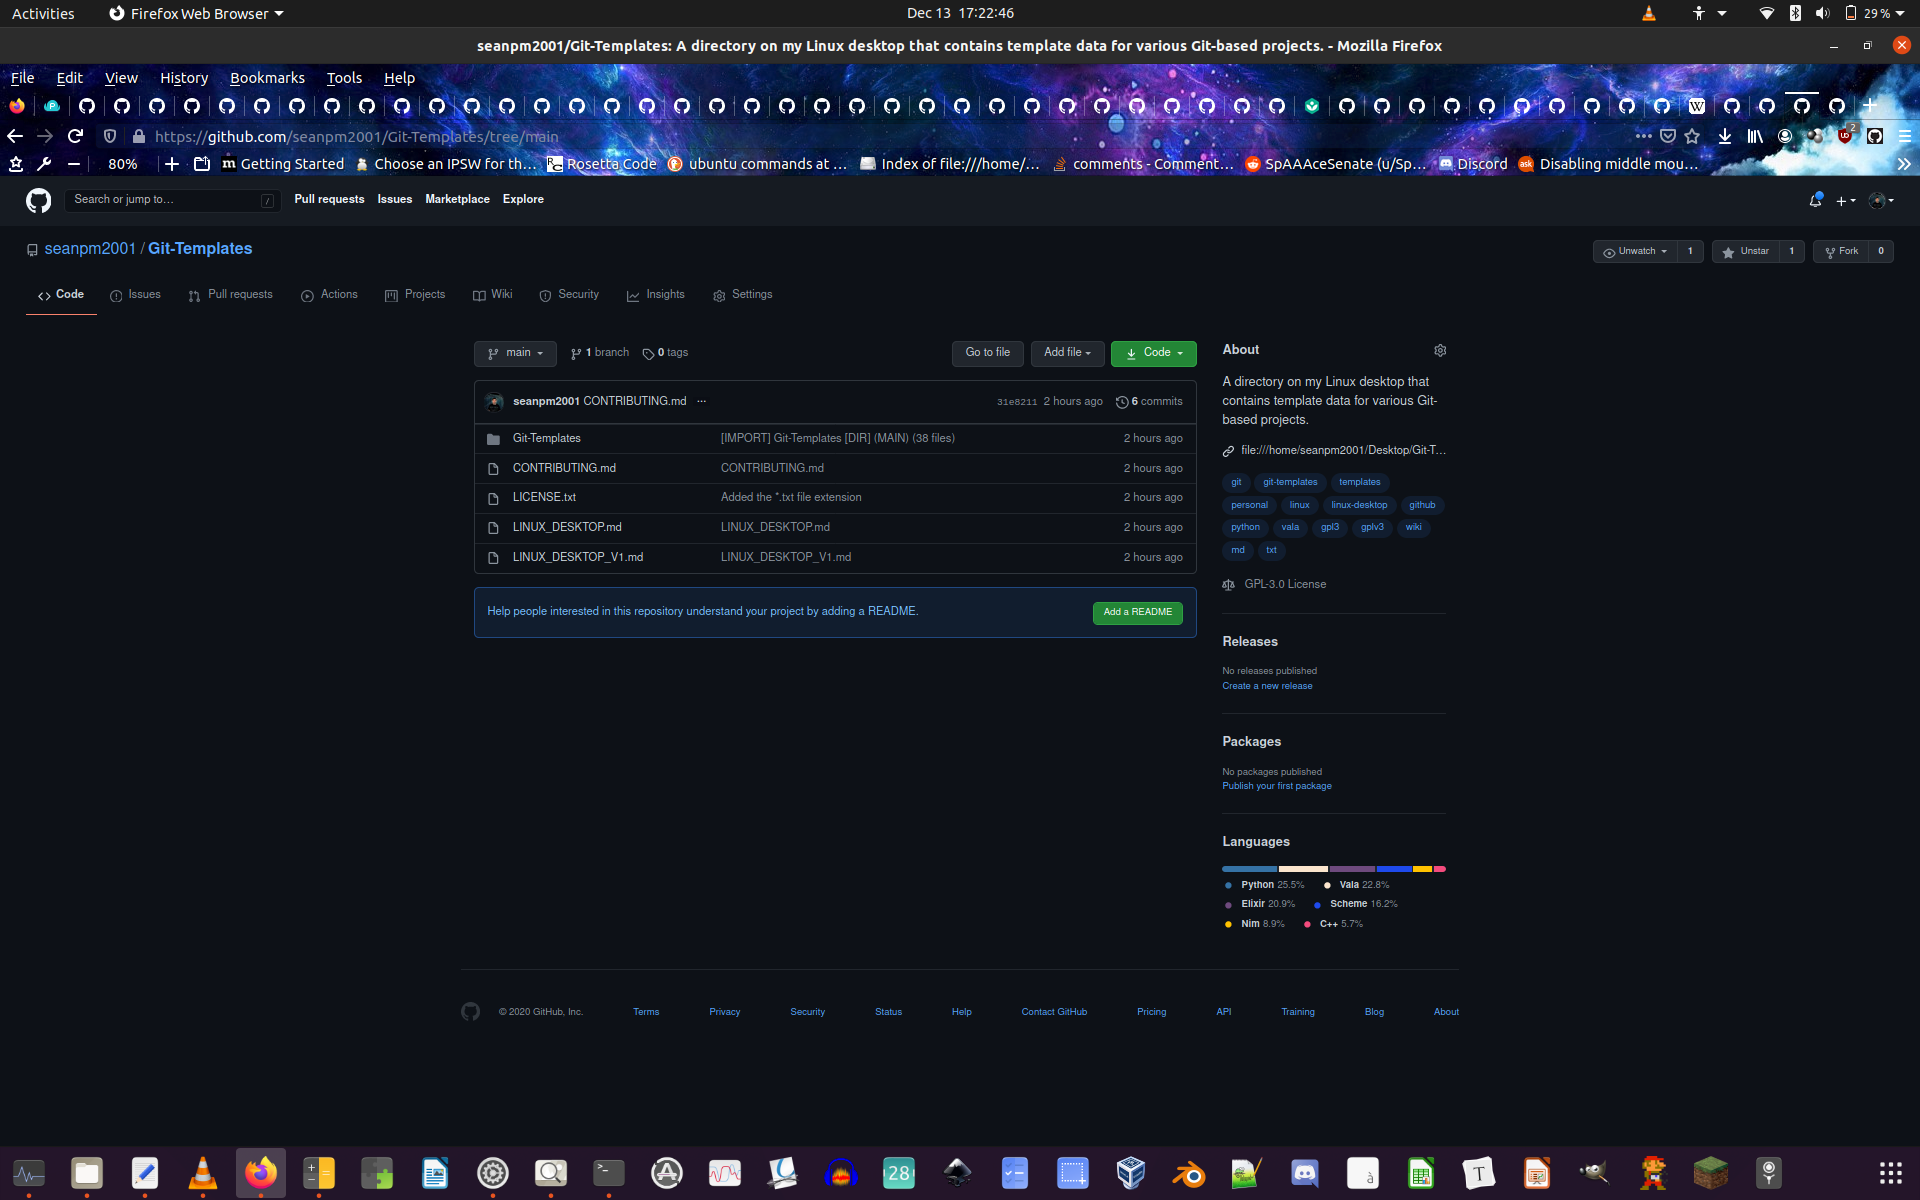 Activities Firefox Web Browser Dec 13 17:22:46 29 %
seanpm2001/Git-Templates: A directory on my Linux desktop that contains template data for various Git-based projects. - Mozilla Firefox
File Edit View History Bookmarks Tools Help
https://github.com/seanpm2001/Git-Templates/tree/main
80% Getting Started Choose an IPSW for th… Rosetta Code ubuntu commands at … Index of file:///home/… comments - Comment… SpAAAceSenate (u/Sp… Discord Disabling middle mou…
Search or jump to… / Pull requests Issues Marketplace Explore
seanpm2001 / Git-Templates
Unwatch 1 Unstar 1 Fork 0
Code Issues Pull requests Actions Projects Wiki Security Insights Settings
main 1 branch 0 tags Go to file Add file Code
seanpm2001 CONTRIBUTING.md ··· 31e8211 2 hours ago 6 commits
Git-Templates [IMPORT] Git-Templates [DIR] (MAIN) (38 files) 2 hours ago
CONTRIBUTING.md CONTRIBUTING.md 2 hours ago
LICENSE.txt Added the *.txt file extension 2 hours ago
LINUX_DESKTOP.md LINUX_DESKTOP.md 2 hours ago
LINUX_DESKTOP_V1.md LINUX_DESKTOP_V1.md 2 hours ago
Help people interested in this repository understand your project by adding a README. Add a README
About
A directory on my Linux desktop that
contains template data for various Git-
based projects.
file:///home/seanpm2001/Desktop/Git-T…
git git-templates templates
personal linux linux-desktop github
python vala gpl3 gplv3 wiki
md txt
GPL-3.0 License
Releases
No releases published
Create a new release
Packages
No packages published
Publish your first package
Languages
Python 25.5% Vala 22.8%
Elixir 20.9% Scheme 16.2%
Nim 8.9% C++ 5.7%
© 2020 GitHub, Inc. Terms Privacy Security Status Help Contact GitHub Pricing API Training Blog About
28